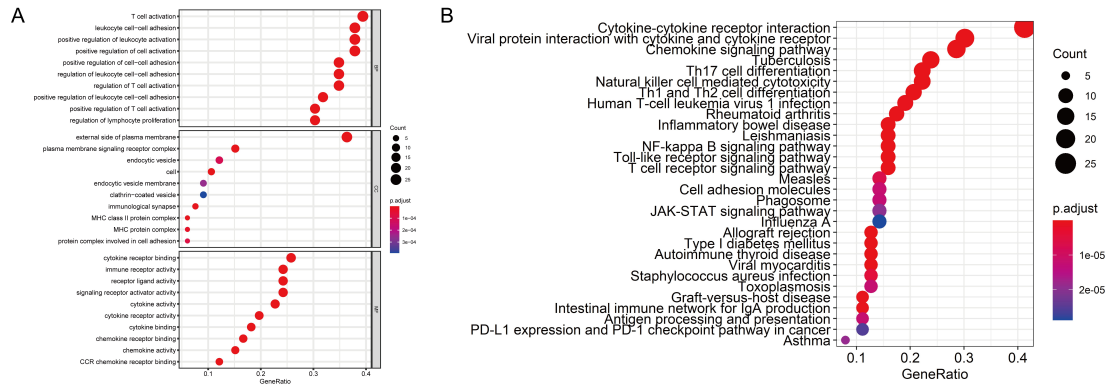 A
T cell activation
leukocyte cell-cell adhesion
positive regulation of leukocyte activation
positive regulation of cell activation
positive regulation of cell-cell adhesion
regulation of leukocyte cell-cell adhesion
regulation of T cell activation
positive regulation of leukocyte cell-cell adhesion
positive regulation of T cell activation
regulation of lymphocyte proliferation
BP
external side of plasma membrane
plasma membrane signaling receptor complex
endocytic vesicle
cell
endocytic vesicle membrane
clathrin-coated vesicle
immunological synapse
MHC class II protein complex
MHC protein complex
protein complex involved in cell adhesion
CC
cytokine receptor binding
immune receptor activity
receptor ligand activity
signaling receptor activator activity
cytokine activity
cytokine receptor activity
cytokine binding
chemokine receptor binding
chemokine activity
CCR chemokine receptor binding
MF
0.1 0.2 0.3 0.4
GeneRatio
Count
5
10
15
20
25
p.adjust
1e-04
2e-04
3e-04
B
Cytokine-cytokine receptor interaction
Viral protein interaction with cytokine and cytokine receptor
Chemokine signaling pathway
Tuberculosis
Th17 cell differentiation
Natural killer cell mediated cytotoxicity
Th1 and Th2 cell differentiation
Human T-cell leukemia virus 1 infection
Rheumatoid arthritis
Inflammatory bowel disease
Leishmaniasis
NF-kappa B signaling pathway
Toll-like receptor signaling pathway
T cell receptor signaling pathway
Measles
Cell adhesion molecules
Phagosome
JAK-STAT signaling pathway
Influenza A
Allograft rejection
Type I diabetes mellitus
Autoimmune thyroid disease
Viral myocarditis
Staphylococcus aureus infection
Toxoplasmosis
Graft-versus-host disease
Intestinal immune network for IgA production
Antigen processing and presentation
PD-L1 expression and PD-1 checkpoint pathway in cancer
Asthma
0.1 0.2 0.3 0.4
GeneRatio
Count
5
10
15
20
25
p.adjust
1e-05
2e-05